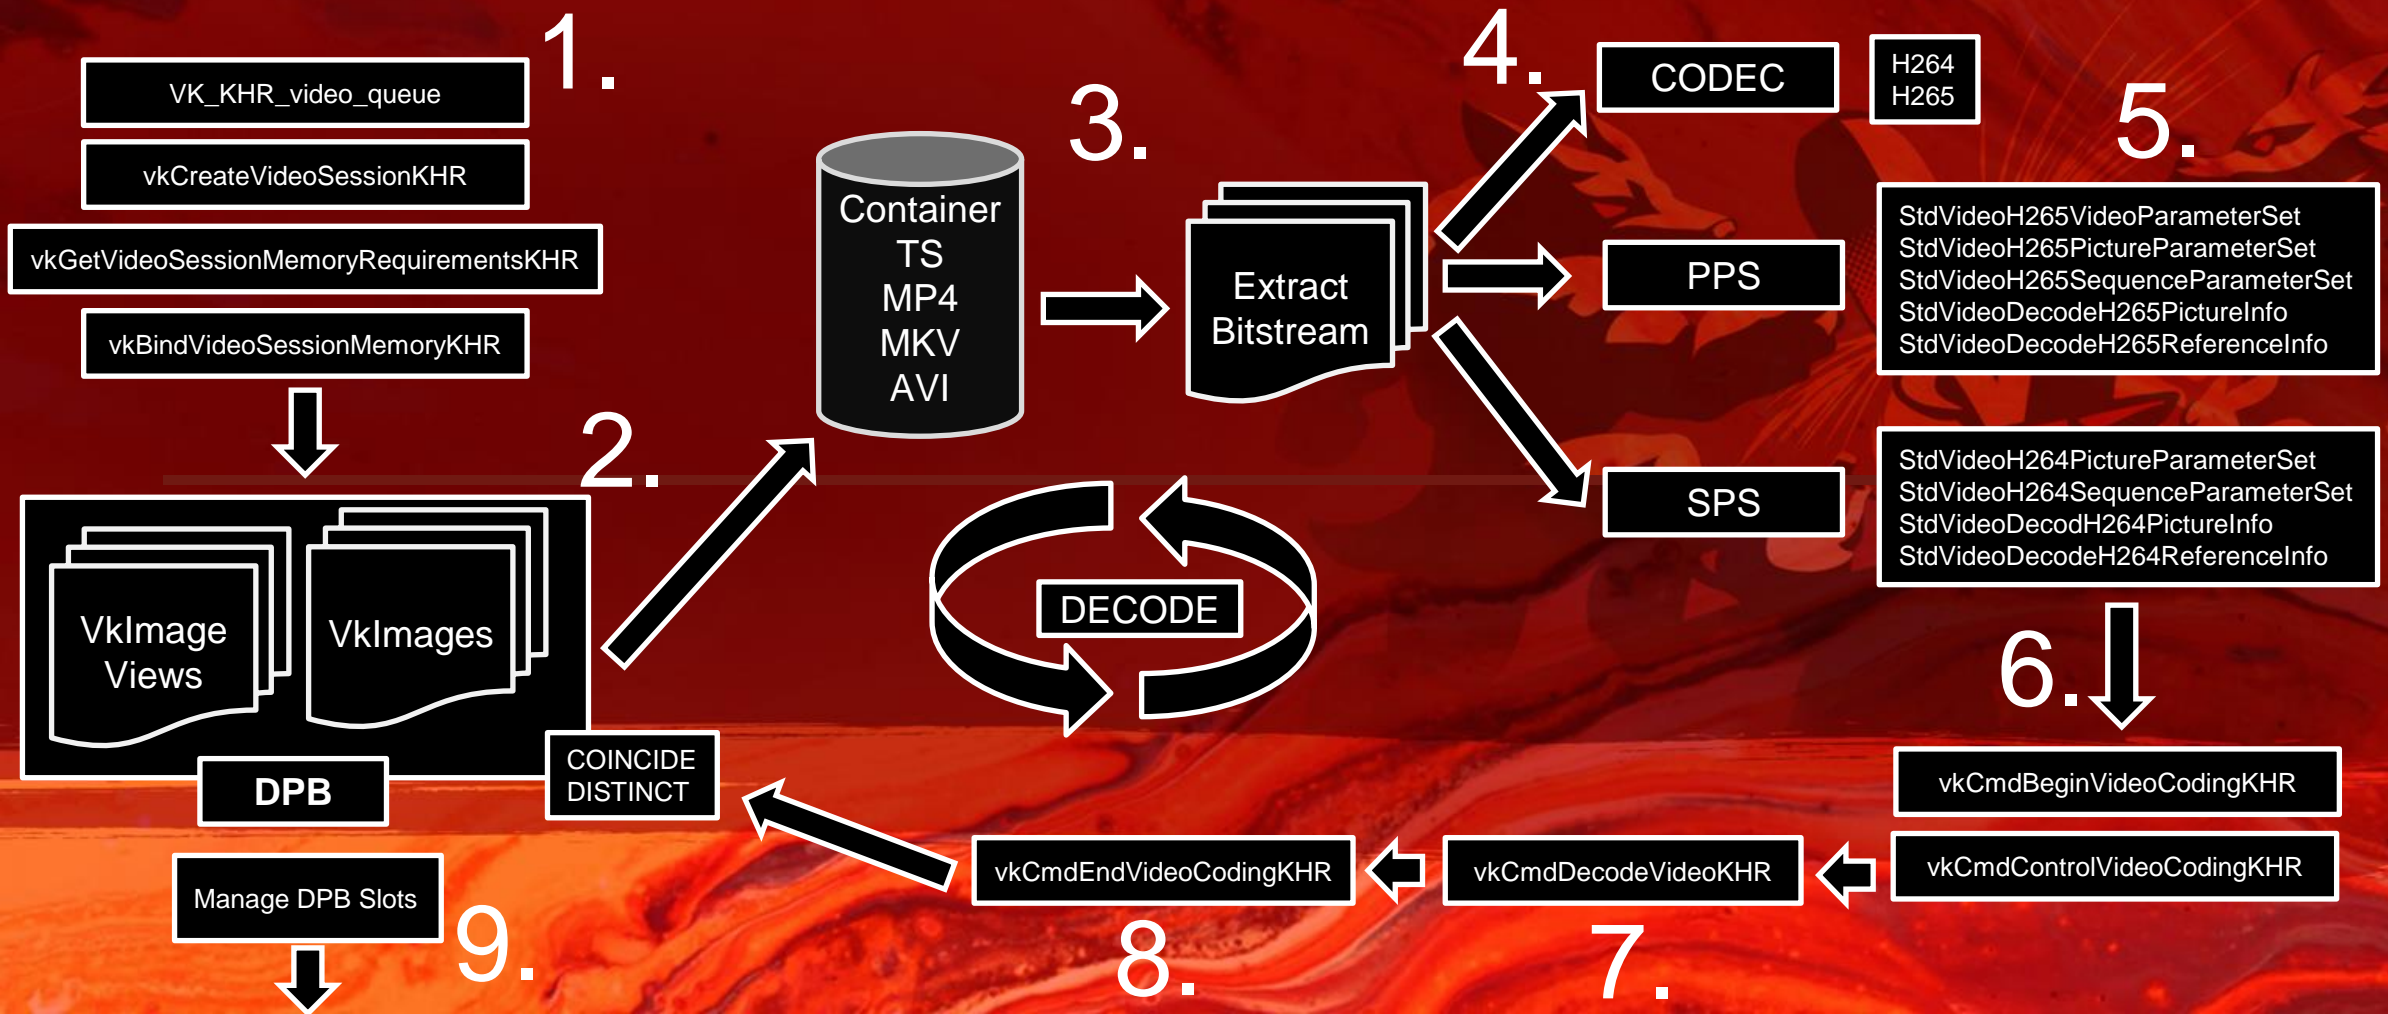 1.
VK_KHR_video_queue
vkCreateVideoSessionKHR
vkGetVideoSessionMemoryRequirementsKHR
vkBindVideoSessionMemoryKHR
2.
VkImage
Views
VkImages
DPB
COINCIDE
DISTINCT
3.
Container
TS
MP4
MKV
AVI
Extract
Bitstream
4.
CODEC
H264
H265
PPS
SPS
5.
StdVideoH265VideoParameterSet
StdVideoH265PictureParameterSet
StdVideoH265SequenceParameterSet
StdVideoDecodeH265PictureInfo
StdVideoDecodeH265ReferenceInfo
StdVideoH264PictureParameterSet
StdVideoH264SequenceParameterSet
StdVideoDecodH264PictureInfo
StdVideoDecodeH264ReferenceInfo
DECODE
6.
vkCmdBeginVideoCodingKHR
vkCmdControlVideoCodingKHR
vkCmdDecodeVideoKHR
7.
vkCmdEndVideoCodingKHR
8.
Manage DPB Slots
9.